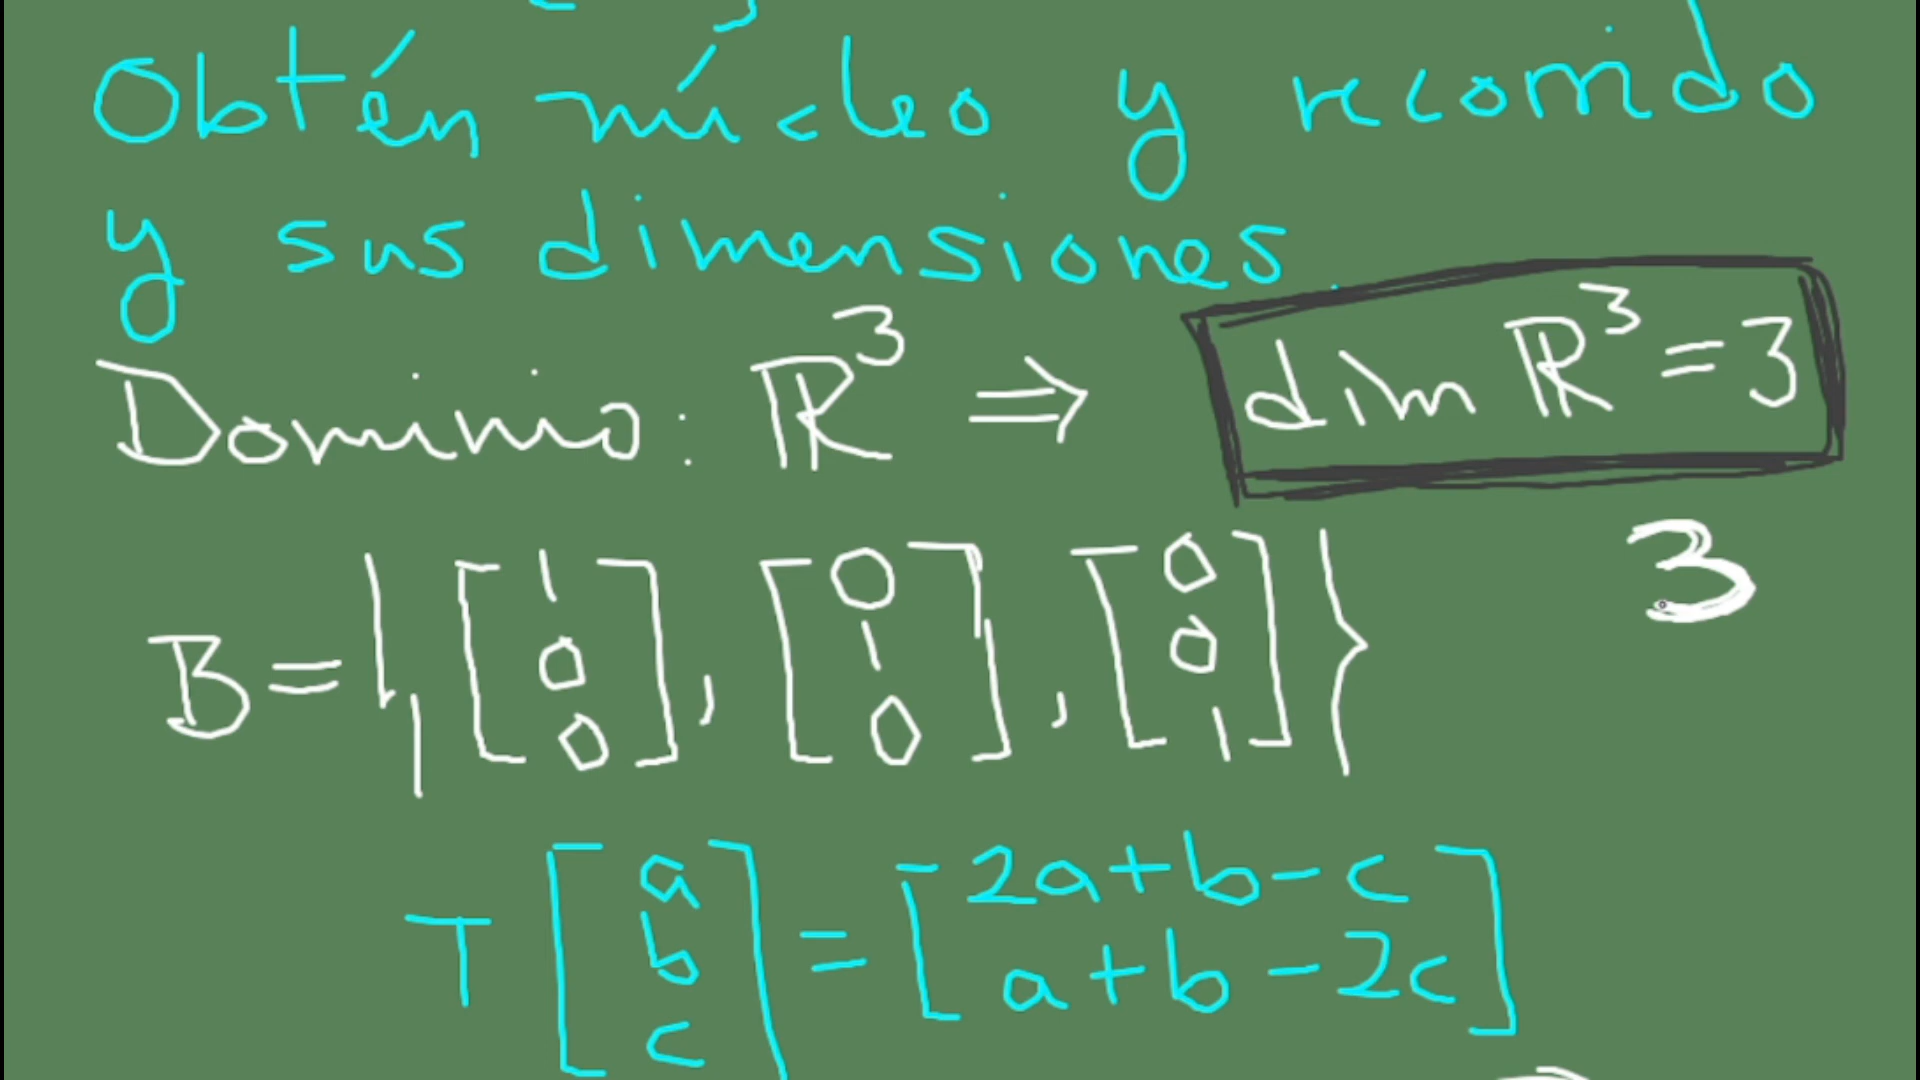 Obtén núcleo y recorrido
y sus dimensiones.
Dominio: ℝ³ ⇒ dim ℝ³ = 3
B = { [1 0 0], [0 1 0], [0 0 1] } 3
T [a b c] = [2a+b-c a+b-2c]